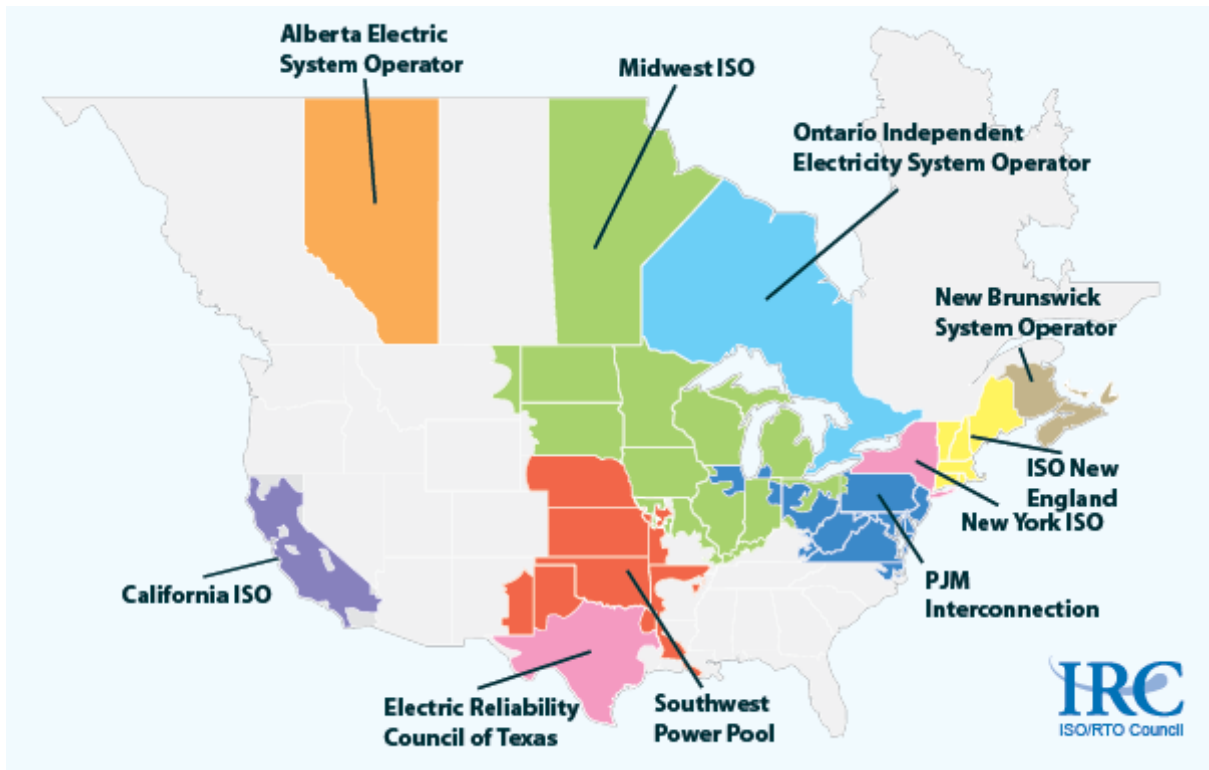 Alberta Electric
System Operator
Midwest ISO
Ontario Independent
Electricity System Operator
New Brunswick
System Operator
ISO New
England
New York ISO
PJM
Interconnection
California ISO
Electric Reliability
Council of Texas
Southwest
Power Pool
IRC
ISO/RTO Council